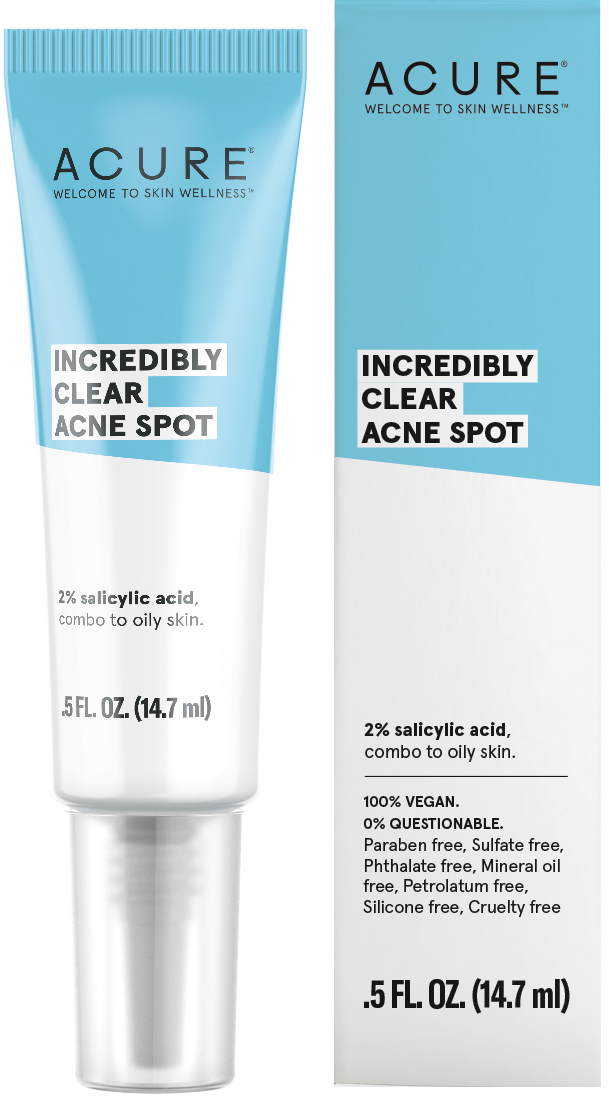 ACURE®
WELCOME TO SKIN WELLNESS™
INCREDIBLY
CLEAR
ACNE SPOT
2% salicylic acid,
combo to oily skin.
.5 FL. OZ. (14.7 ml)
ACURE®
WELCOME TO SKIN WELLNESS™
INCREDIBLY
CLEAR
ACNE SPOT
2% salicylic acid,
combo to oily skin.
100% VEGAN.
0% QUESTIONABLE.
Paraben free, Sulfate free,
Phthalate free, Mineral oil
free, Petrolatum free,
Silicone free, Cruelty free
.5 FL. OZ. (14.7 ml)